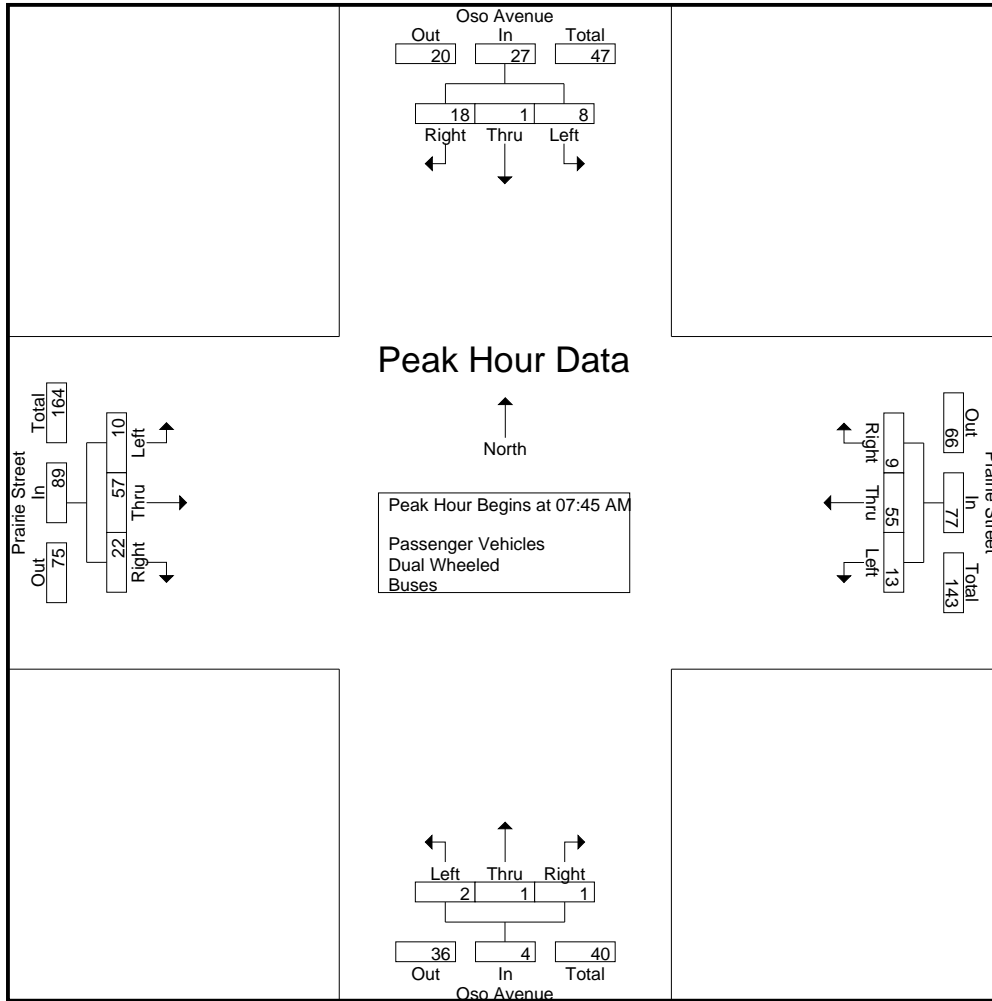 Oso Avenue
Out In Total
20 27 47
18 1 8
Right Thru Left
Peak Hour Data
North
Peak Hour Begins at 07:45 AM
Passenger Vehicles
Dual Wheeled
Buses
Prairie Street
Out In Total
75 89 164
22 57 10
Right Thru Left
Prairie Street
Out In Total
66 77 143
9 55 13
Right Thru Left
Left Thru Right
2 1 1
36 4 40
Out In Total
Oso Avenue